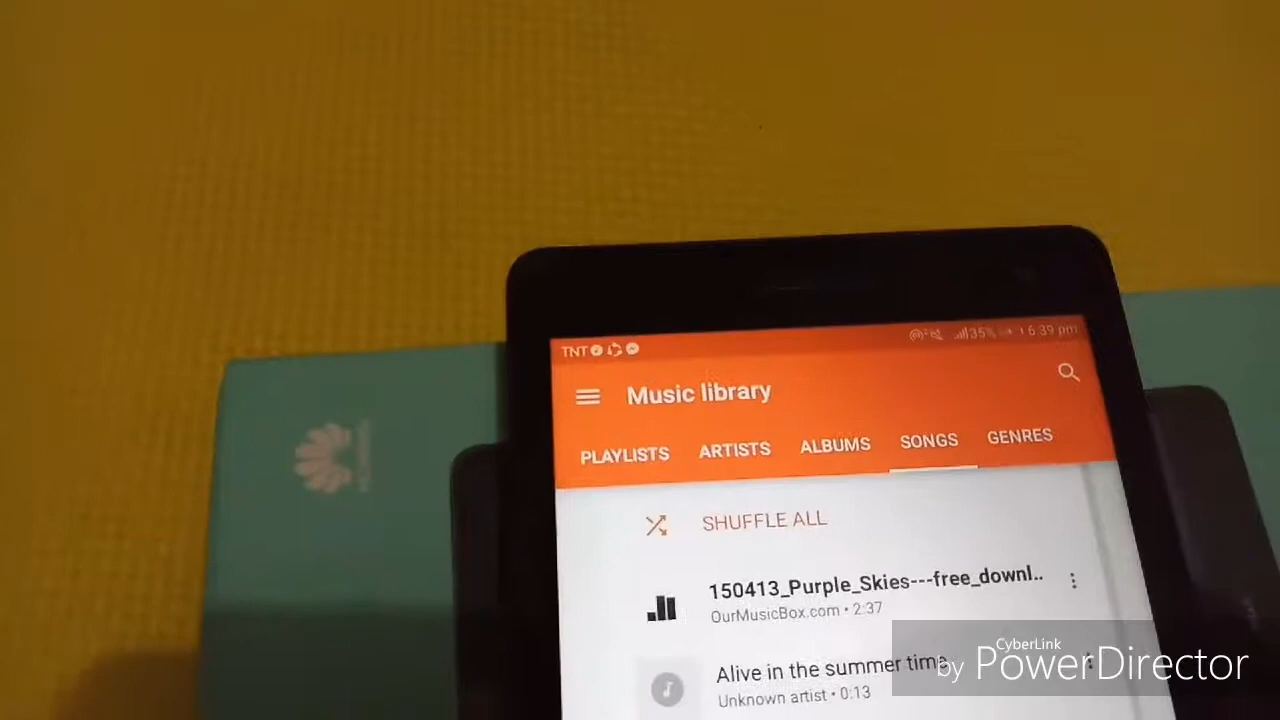 TNT 35% 6:39 pm
Music library
PLAYLISTS ARTISTS ALBUMS SONGS GENRES
SHUFFLE ALL
150413_Purple_Skies---free_downl..
OurMusicBox.com • 2:37
Alive in the summer time
Unknown artist • 0:13
CyberLink
by PowerDirector